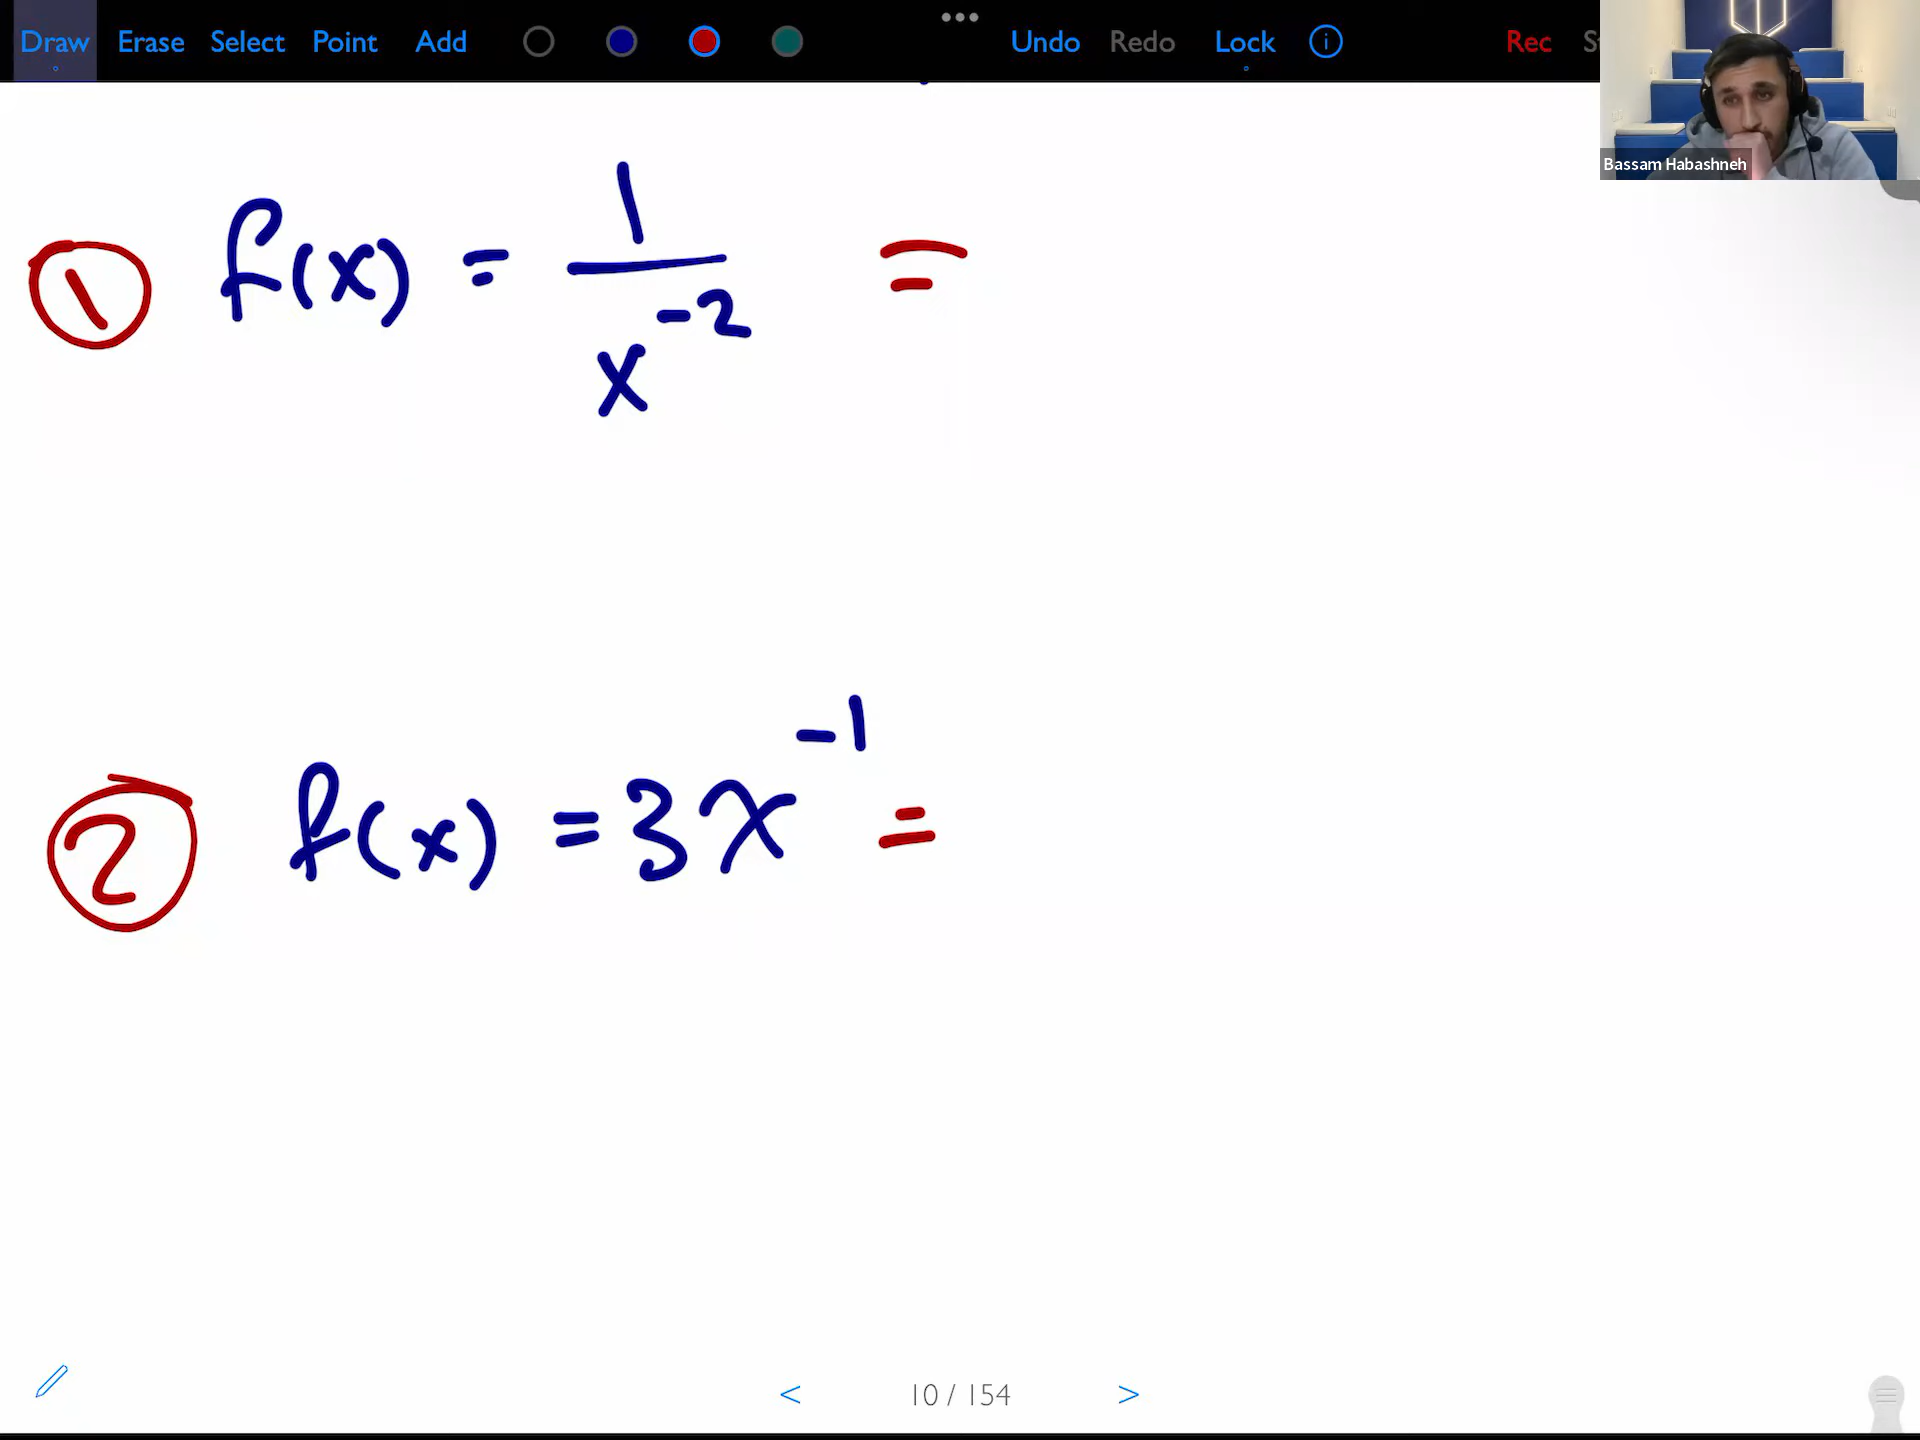 Draw Erase Select Point Add Undo Redo Lock Rec
Bassam Habashneh
① f(x) = 1/x⁻² =
② f(x) = 3x⁻¹ =
< 10 / 154 >